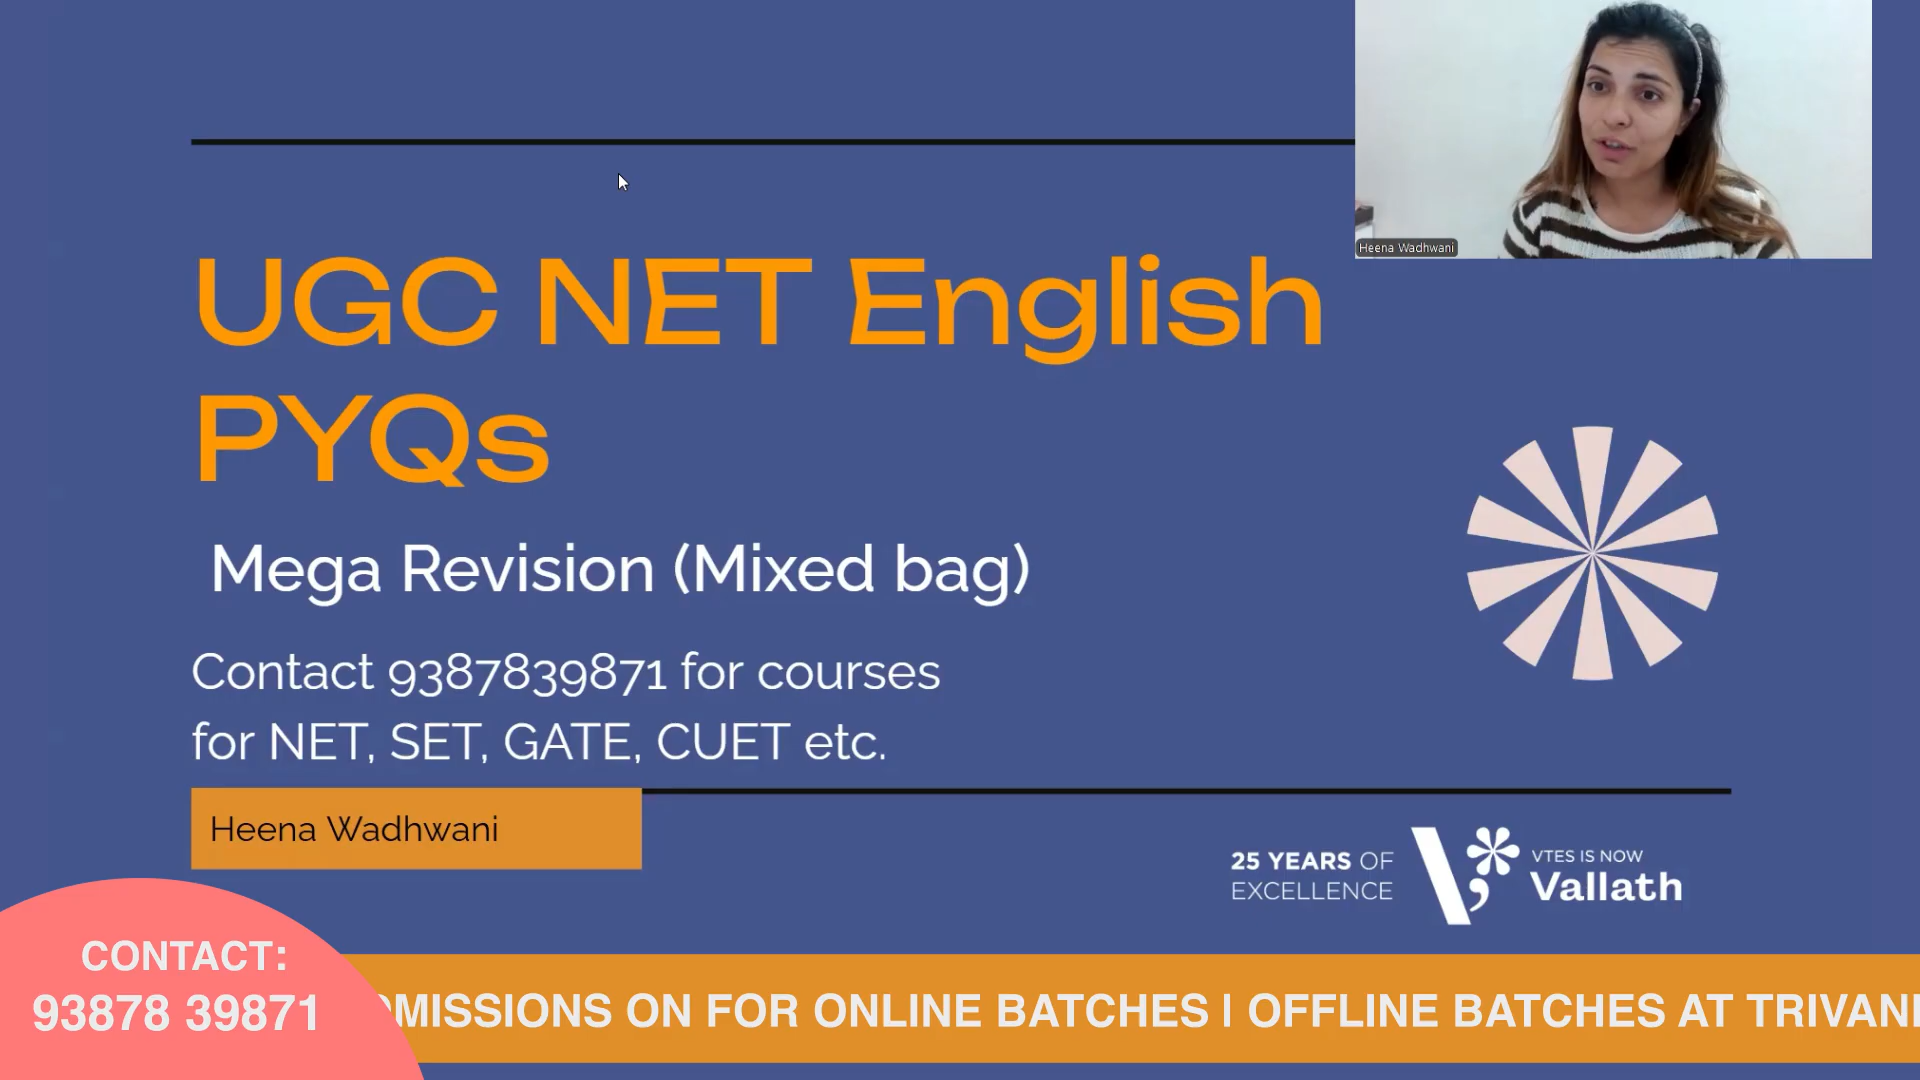 Heena Wadhwani
UGC NET English
PYQs
Mega Revision (Mixed bag)
Contact 9387839871 for courses
for NET, SET, GATE, CUET etc.
Heena Wadhwani
25 YEARS OF
EXCELLENCE
VTES IS NOW
Vallath
CONTACT:
93878 39871
DMISSIONS ON FOR ONLINE BATCHES | OFFLINE BATCHES AT TRIVAN